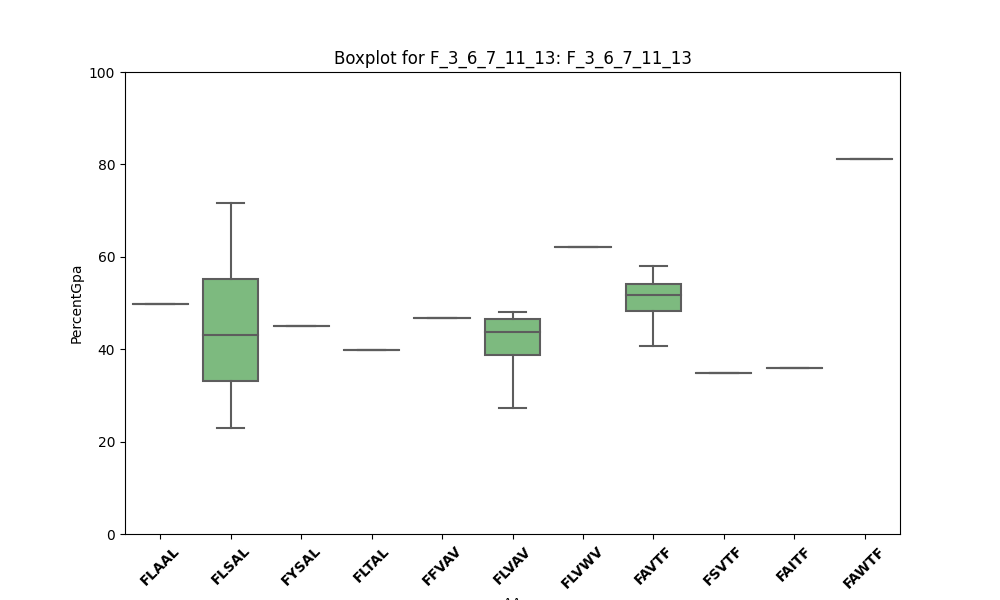 Boxplot for F_3_6_7_11_13: F_3_6_7_11_13
100
80
60
40
20
0
PercentGpa
FLAAL
FLSAL
FYSAL
FLTAL
FFVAV
FLVAV
FLVWV
FAVTF
FSVTF
FAITF
FAWTF